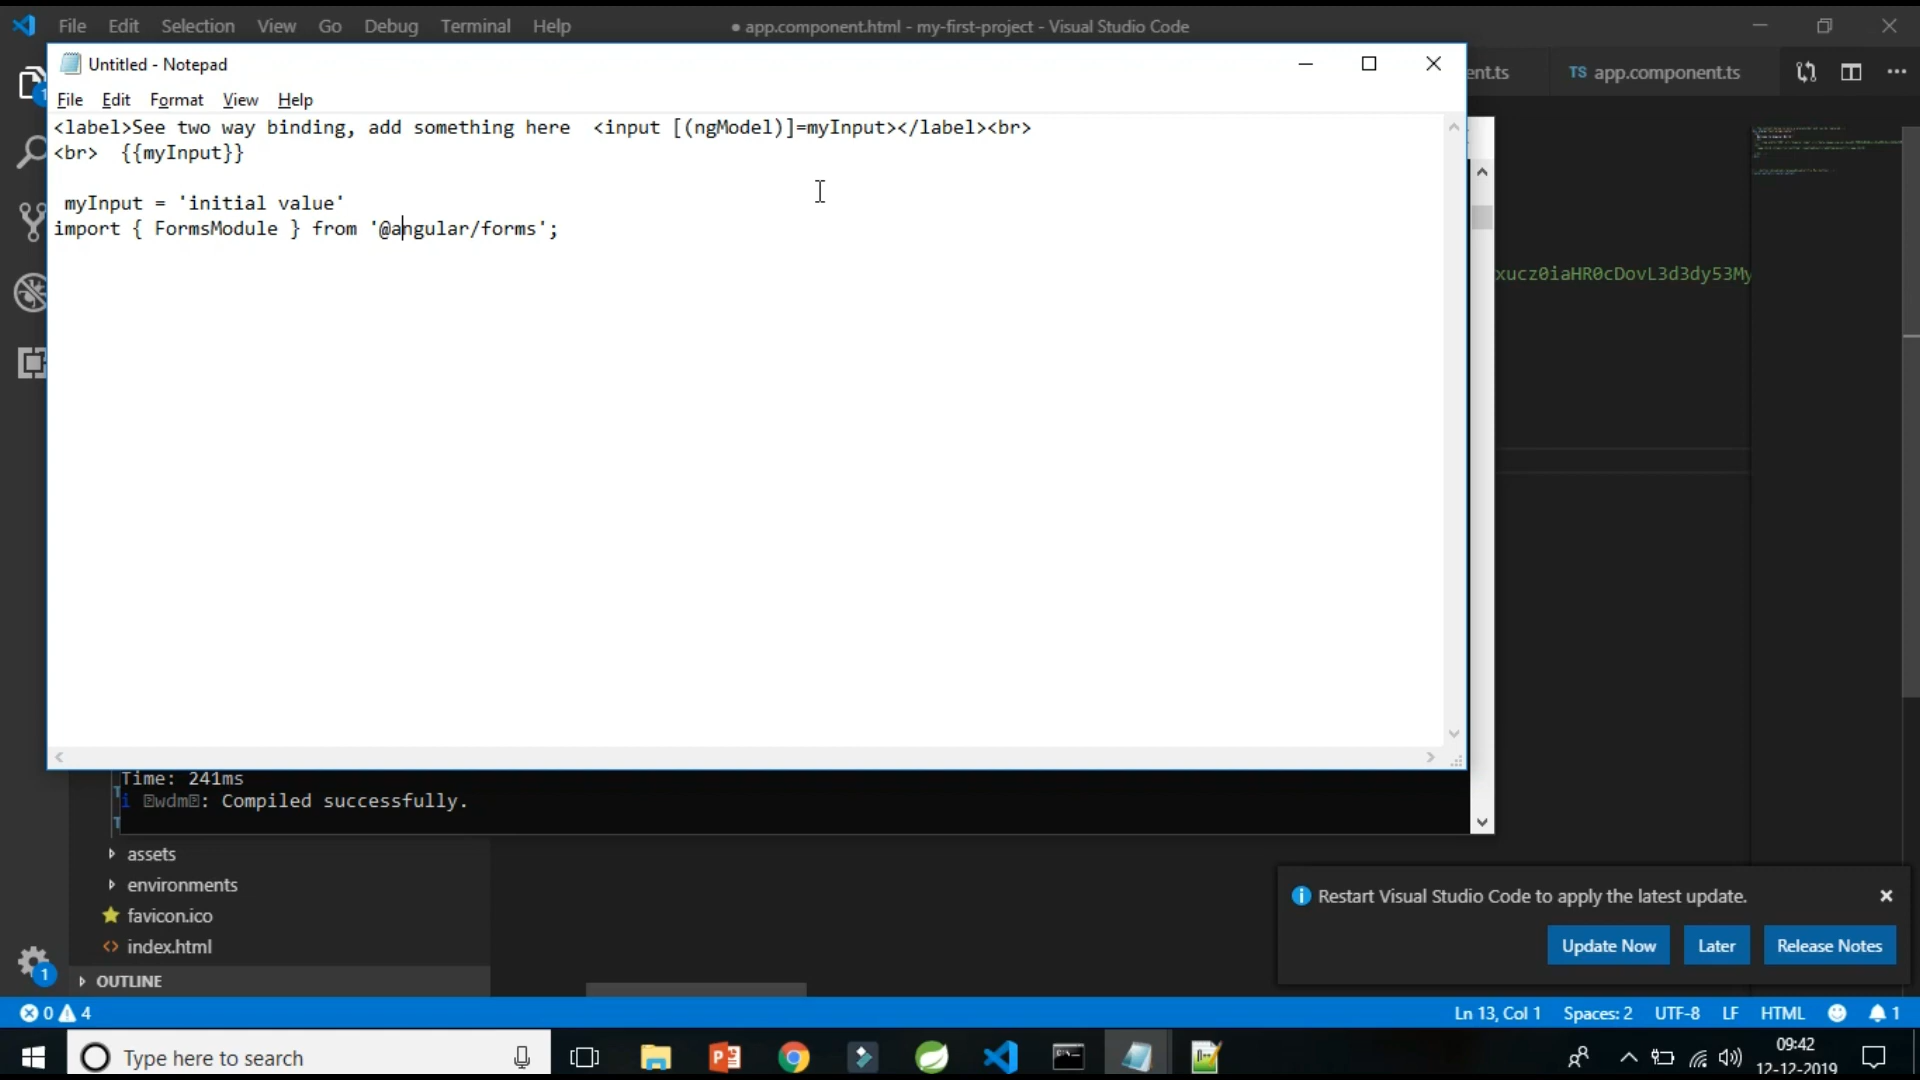 File Edit Selection View Go Debug Terminal Help
● app.component.html - my-first-project - Visual Studio Code
Untitled - Notepad
ent.ts
TS app.component.ts
File Edit Format View Help
<label>See two way binding, add something here  <input [(ngModel)]=myInput></label><br>
<br>  {{myInput}}
myInput = 'initial value'
import { FormsModule } from '@angular/forms';
xucz0iaHR0cDovL3d3dy53My
Time: 241ms
i wdm: Compiled successfully.
assets
environments
favicon.ico
<> index.html
OUTLINE
Restart Visual Studio Code to apply the latest update.
Update Now
Later
Release Notes
1
0 4
Ln 13, Col 1
Spaces: 2
UTF-8
LF
HTML
1
Type here to search
09:42
12-12-2019